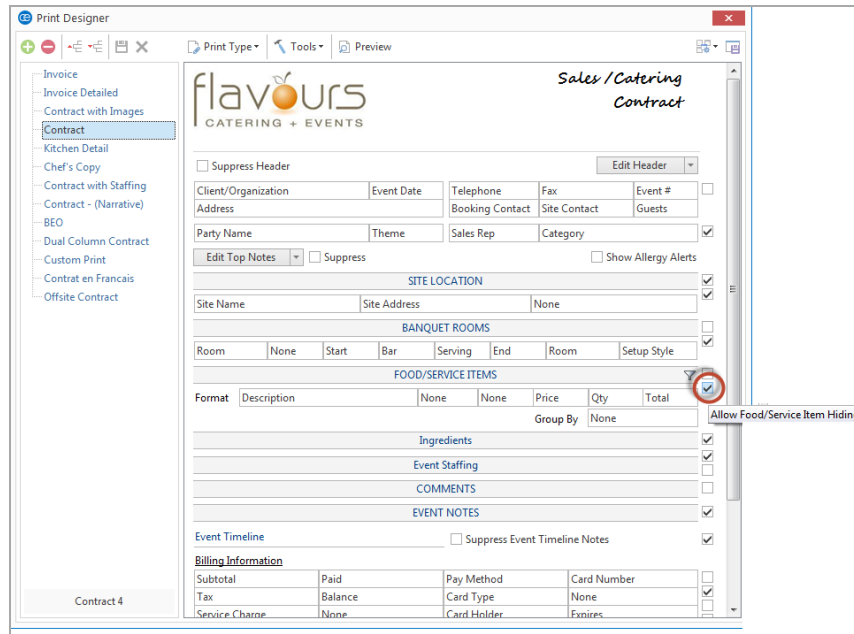 Print Designer
Print Type Tools Preview
Invoice
Invoice Detailed
Contract with Images
Contract
Kitchen Detail
Chef's Copy
Contract with Staffing
Contract - (Narrative)
BEO
Dual Column Contract
Custom Print
Contrat en Francais
Offsite Contract
Contract 4
flavours
CATERING + EVENTS
Sales / Catering
Contract
Suppress Header Edit Header
Client/Organization Event Date Telephone Fax Event #
Address Booking Contact Site Contact Guests
Party Name Theme Sales Rep Category
Edit Top Notes Suppress Show Allergy Alerts
SITE LOCATION
Site Name Site Address None
BANQUET ROOMS
Room None Start Bar Serving End Room Setup Style
FOOD/SERVICE ITEMS
Format Description None None Price Qty Total
Allow Food/Service Item Hidin
Group By None
Ingredients
Event Staffing
COMMENTS
EVENT NOTES
Event Timeline Suppress Event Timeline Notes
Billing Information
Subtotal Paid Pay Method Card Number
Tax Balance Card Type None
Service Charge None Card Holder Expires